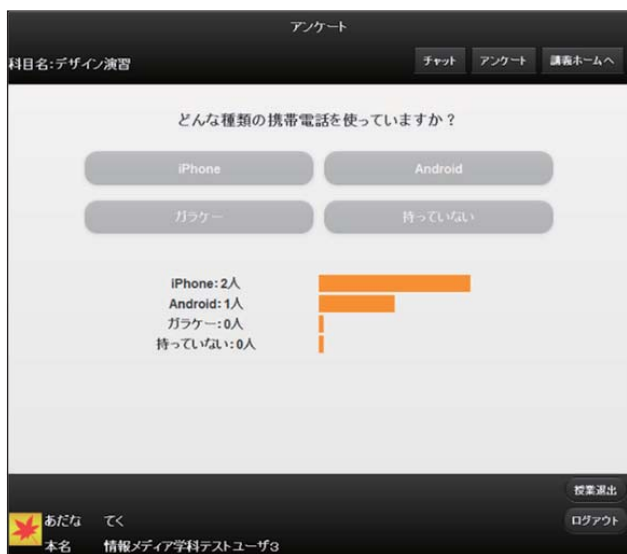 アンケート
科目名:デザイン演習
チャット アンケート 講義ホームへ
どんな種類の携帯電話を使っていますか？
iPhone Android
ガラケー 持っていない
iPhone:2人
Android:1人
ガラケー:0人
持っていない:0人
授業退出
あだな てく
ログアウト
本名 情報メディア学科テストユーザ3